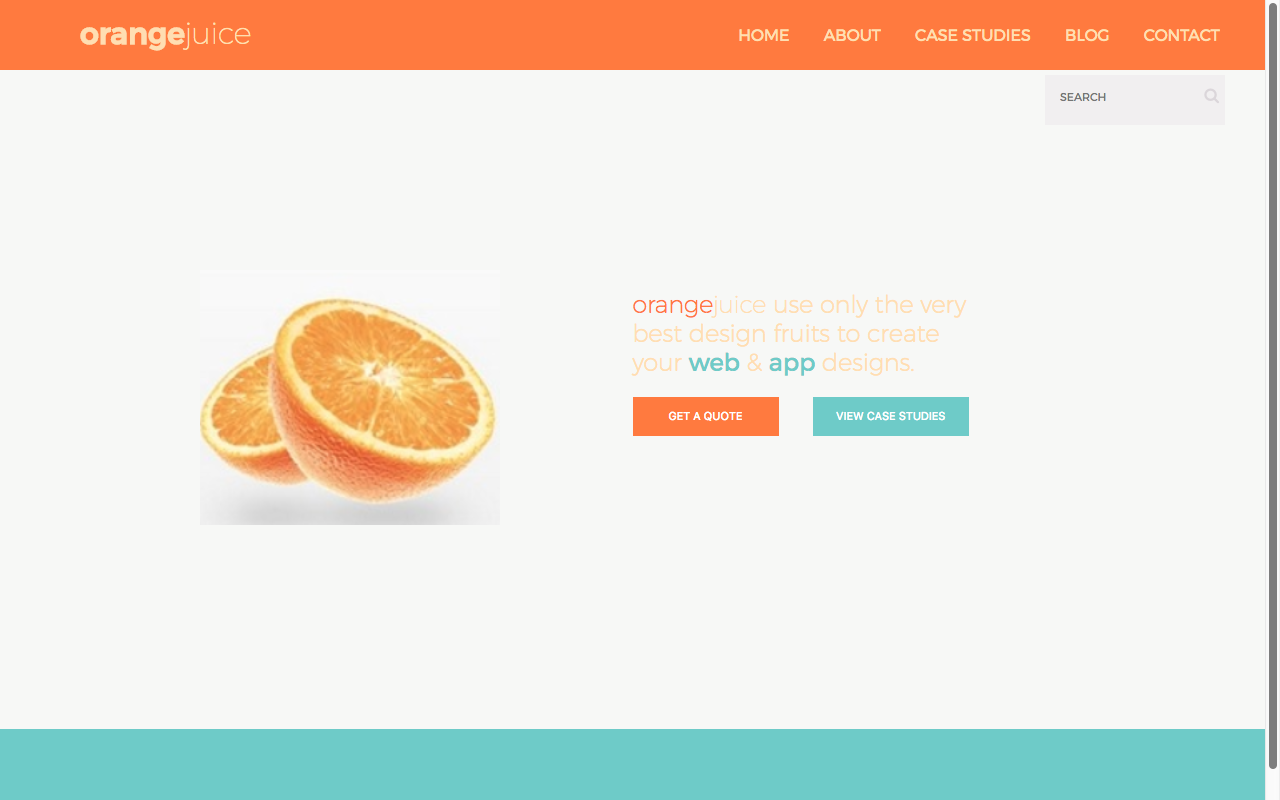 orangejuice
HOME ABOUT CASE STUDIES BLOG CONTACT
SEARCH
orangejuice use only the very
best design fruits to create
your web & app designs.
GET A QUOTE VIEW CASE STUDIES